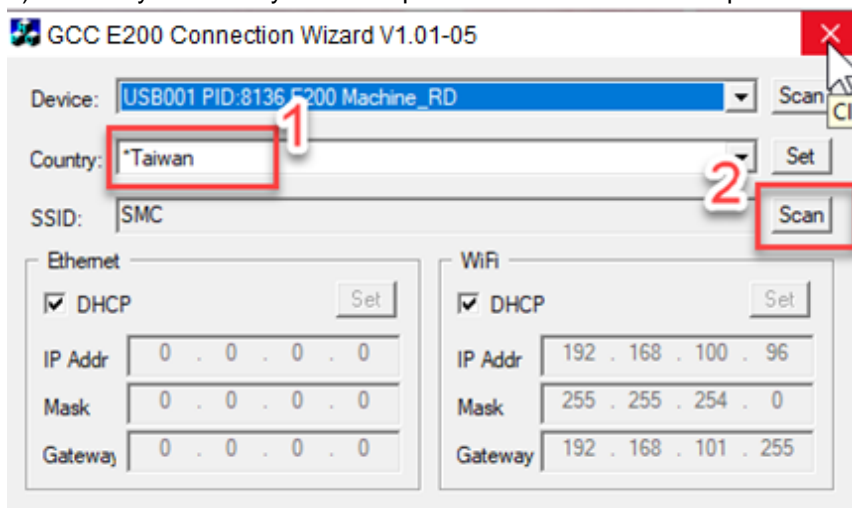 GCC E200 Connection Wizard V1.01-05
Device: USB001 PID:8136 E200 Machine_RD Scan
Cl
1
Country: *Taiwan Set
2
SSID: SMC Scan
Ethernet WiFi
DHCP Set DHCP Set
IP Addr 0 . 0 . 0 . 0 IP Addr 192 . 168 . 100 . 96
Mask 0 . 0 . 0 . 0 Mask 255 . 255 . 254 . 0
Gateway 0 . 0 . 0 . 0 Gateway 192 . 168 . 101 . 255